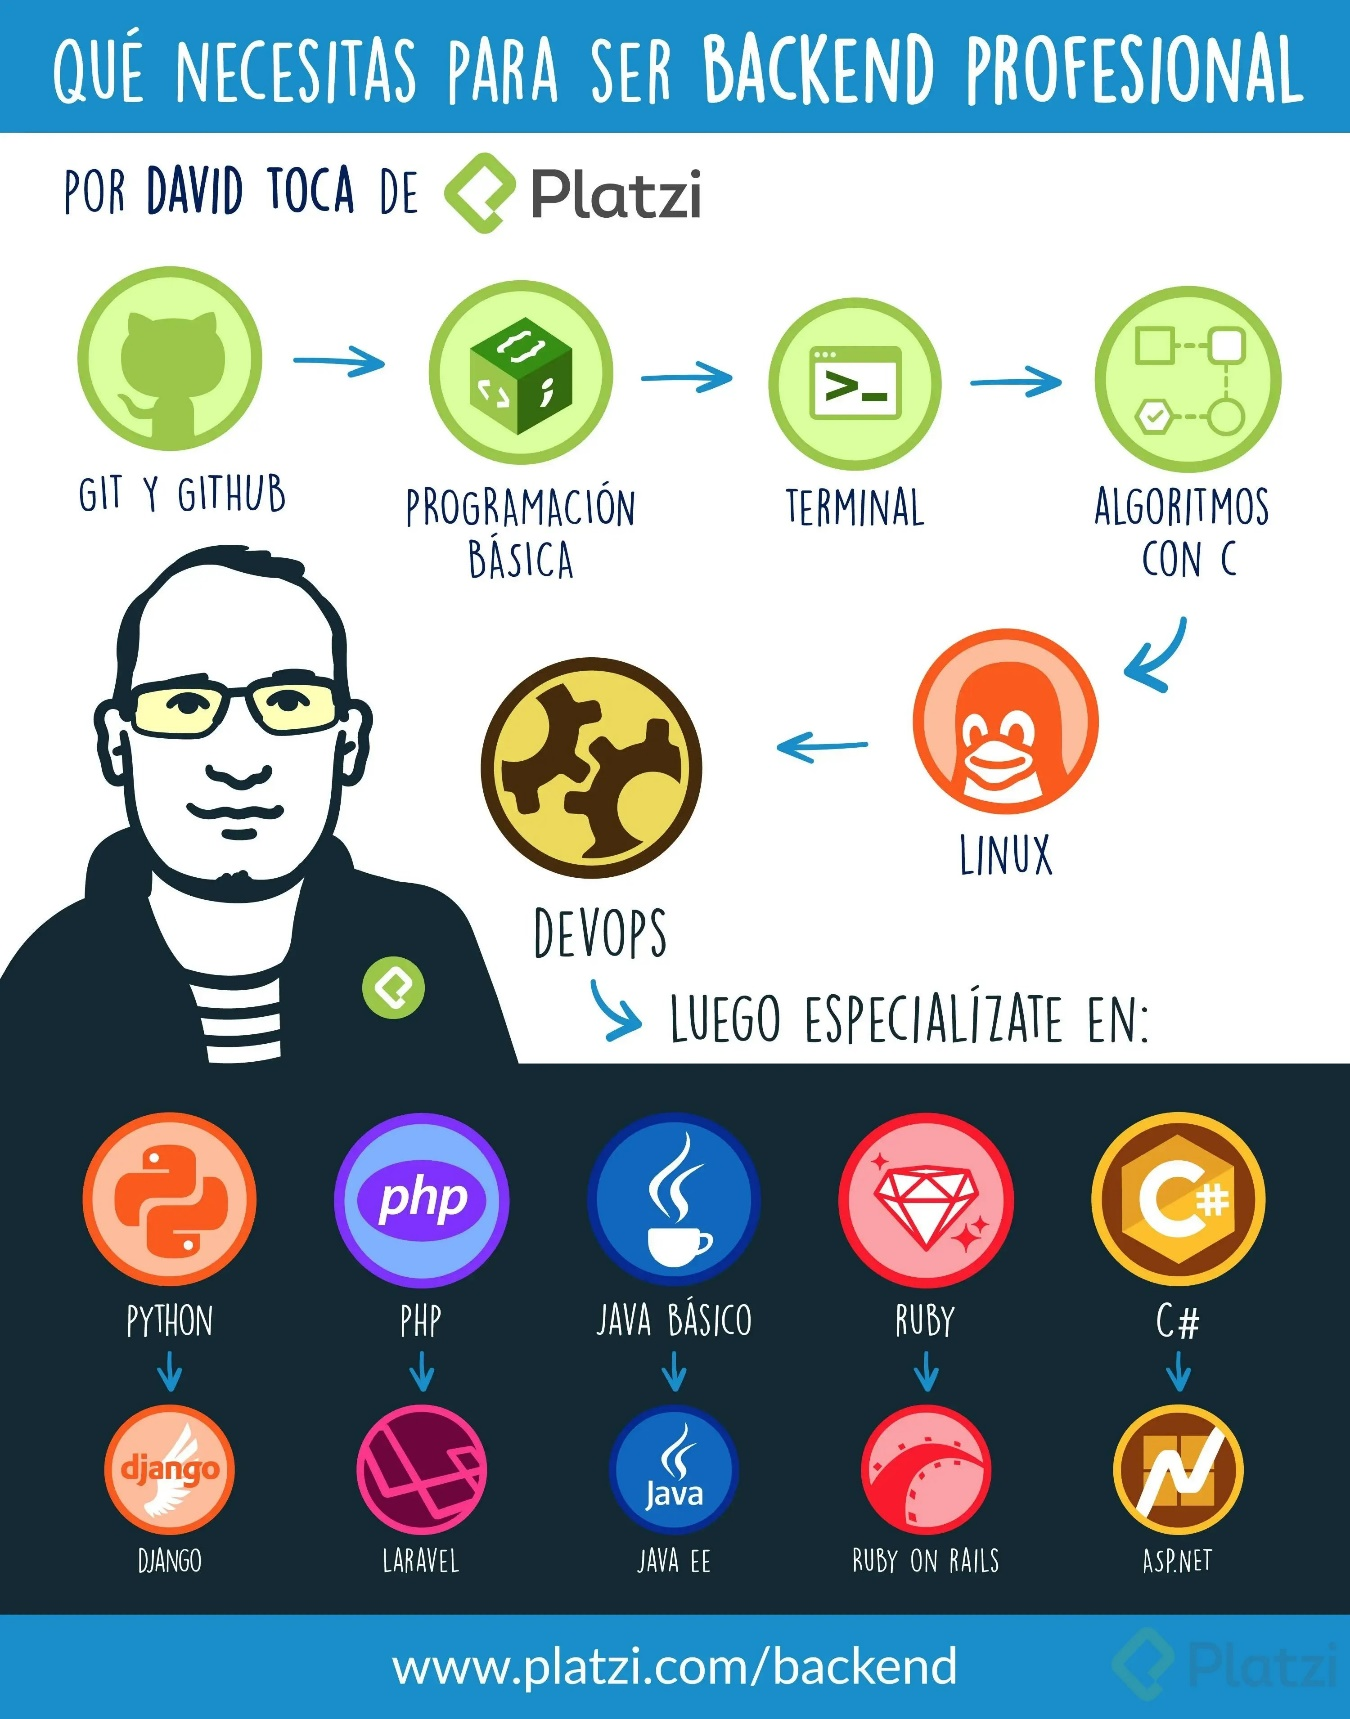 QUÉ NECESITAS PARA SER BACKEND PROFESIONAL
POR DAVID TOCA DE Platzi
GIT Y GITHUB
PROGRAMACIÓN
BÁSICA
>_
TERMINAL
ALGORITMOS
CON C
LINUX
DEVOPS
LUEGO ESPECIALÍZATE EN:
PYTHON
php
PHP
JAVA BÁSICO
RUBY
C#
C#
django
DJANGO
LARAVEL
Java
JAVA EE
RUBY ON RAILS
ASP.NET
www.platzi.com/backend
Platzi